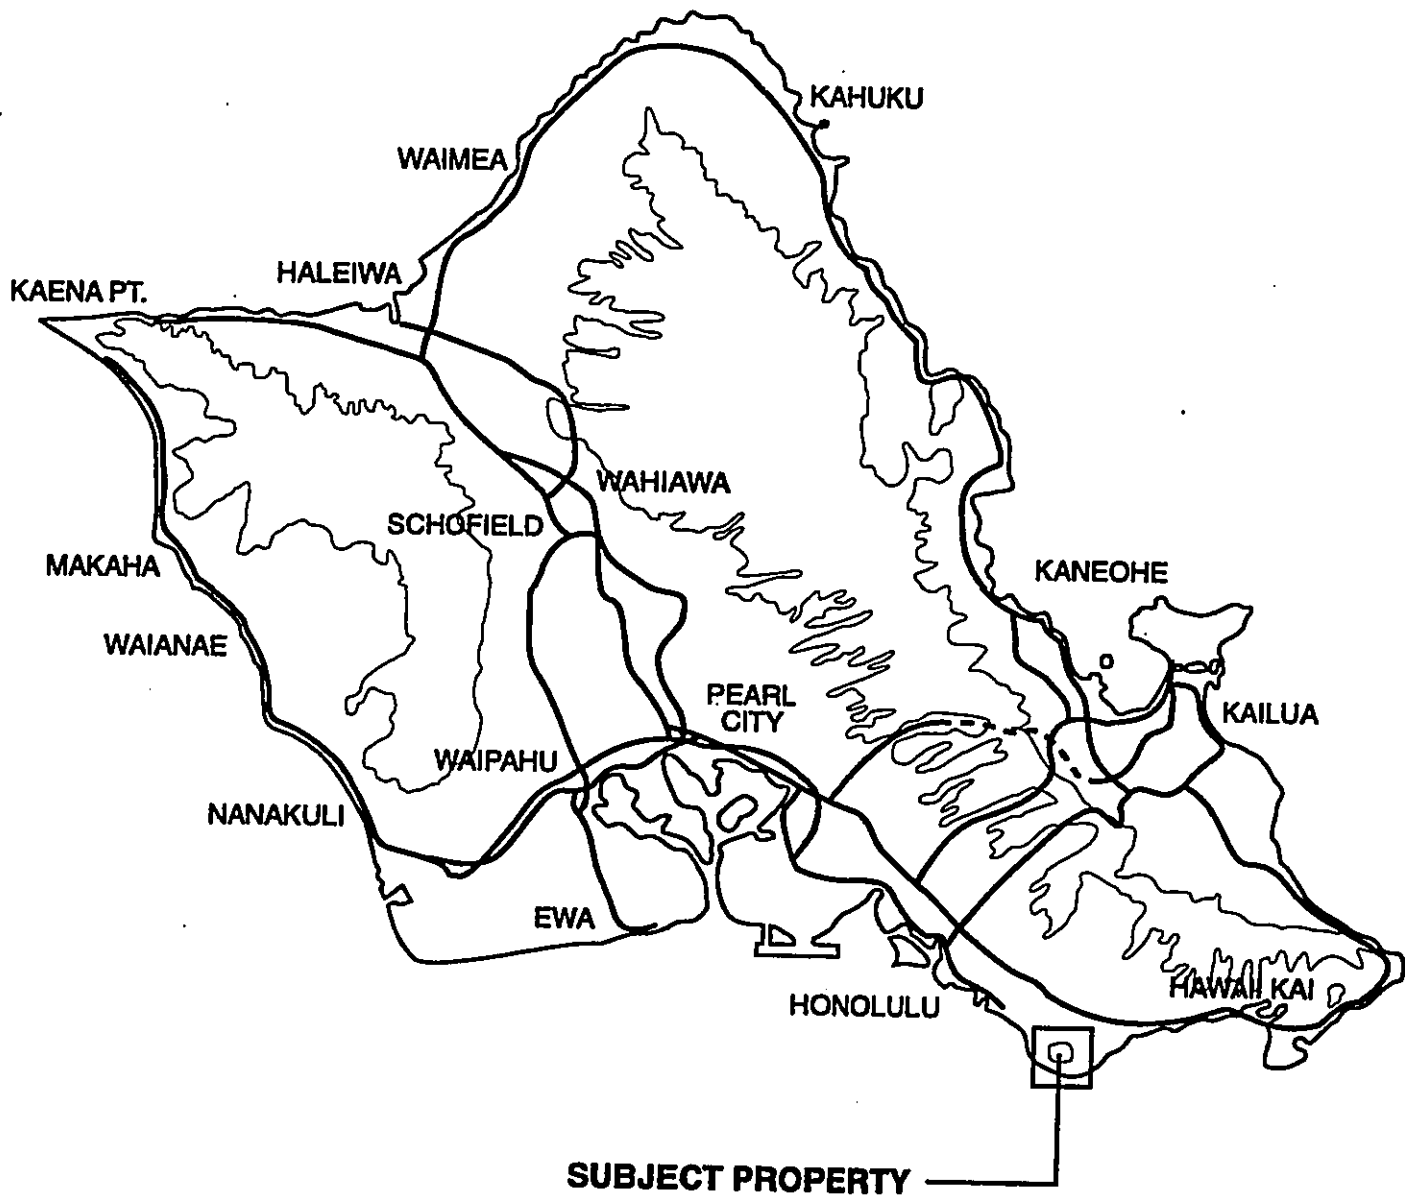 KAHUKU
WAIMEA
HALEIWA
KAENA PT.
WAHIAWA
SCHOFIELD
MAKAHA
KANEOHE
WAIANAE
PEARL
CITY
KAILUA
WAIPAHU
NANAKULI
EWA
HAWAII KAI
HONOLULU
SUBJECT PROPERTY